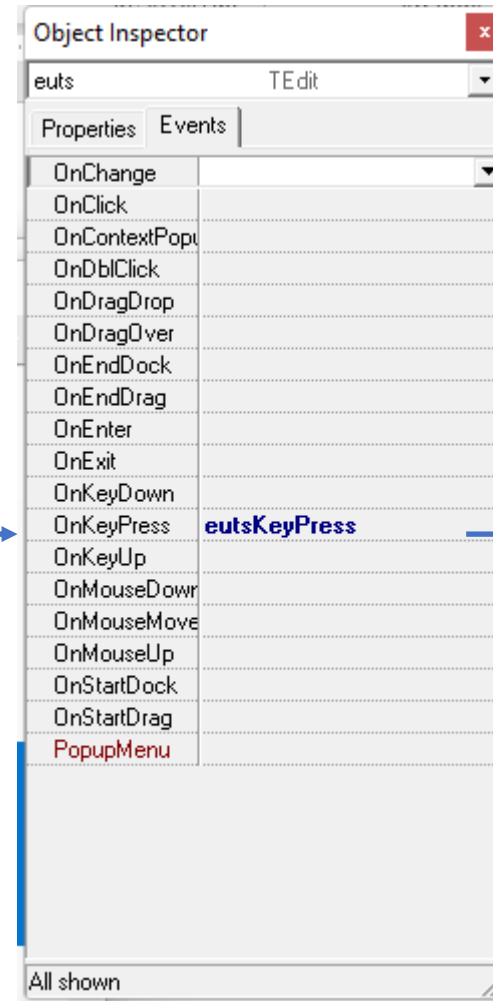 Object Inspector
x
euts TEdit
Properties Events
OnChange
OnClick
OnContextPopu
OnDblClick
OnDragDrop
OnDragOver
OnEndDock
OnEndDrag
OnEnter
OnExit
OnKeyDown
OnKeyPress eutsKeyPress
OnKeyUp
OnMouseDown
OnMouseMove
OnMouseUp
OnStartDock
OnStartDrag
PopupMenu
All shown